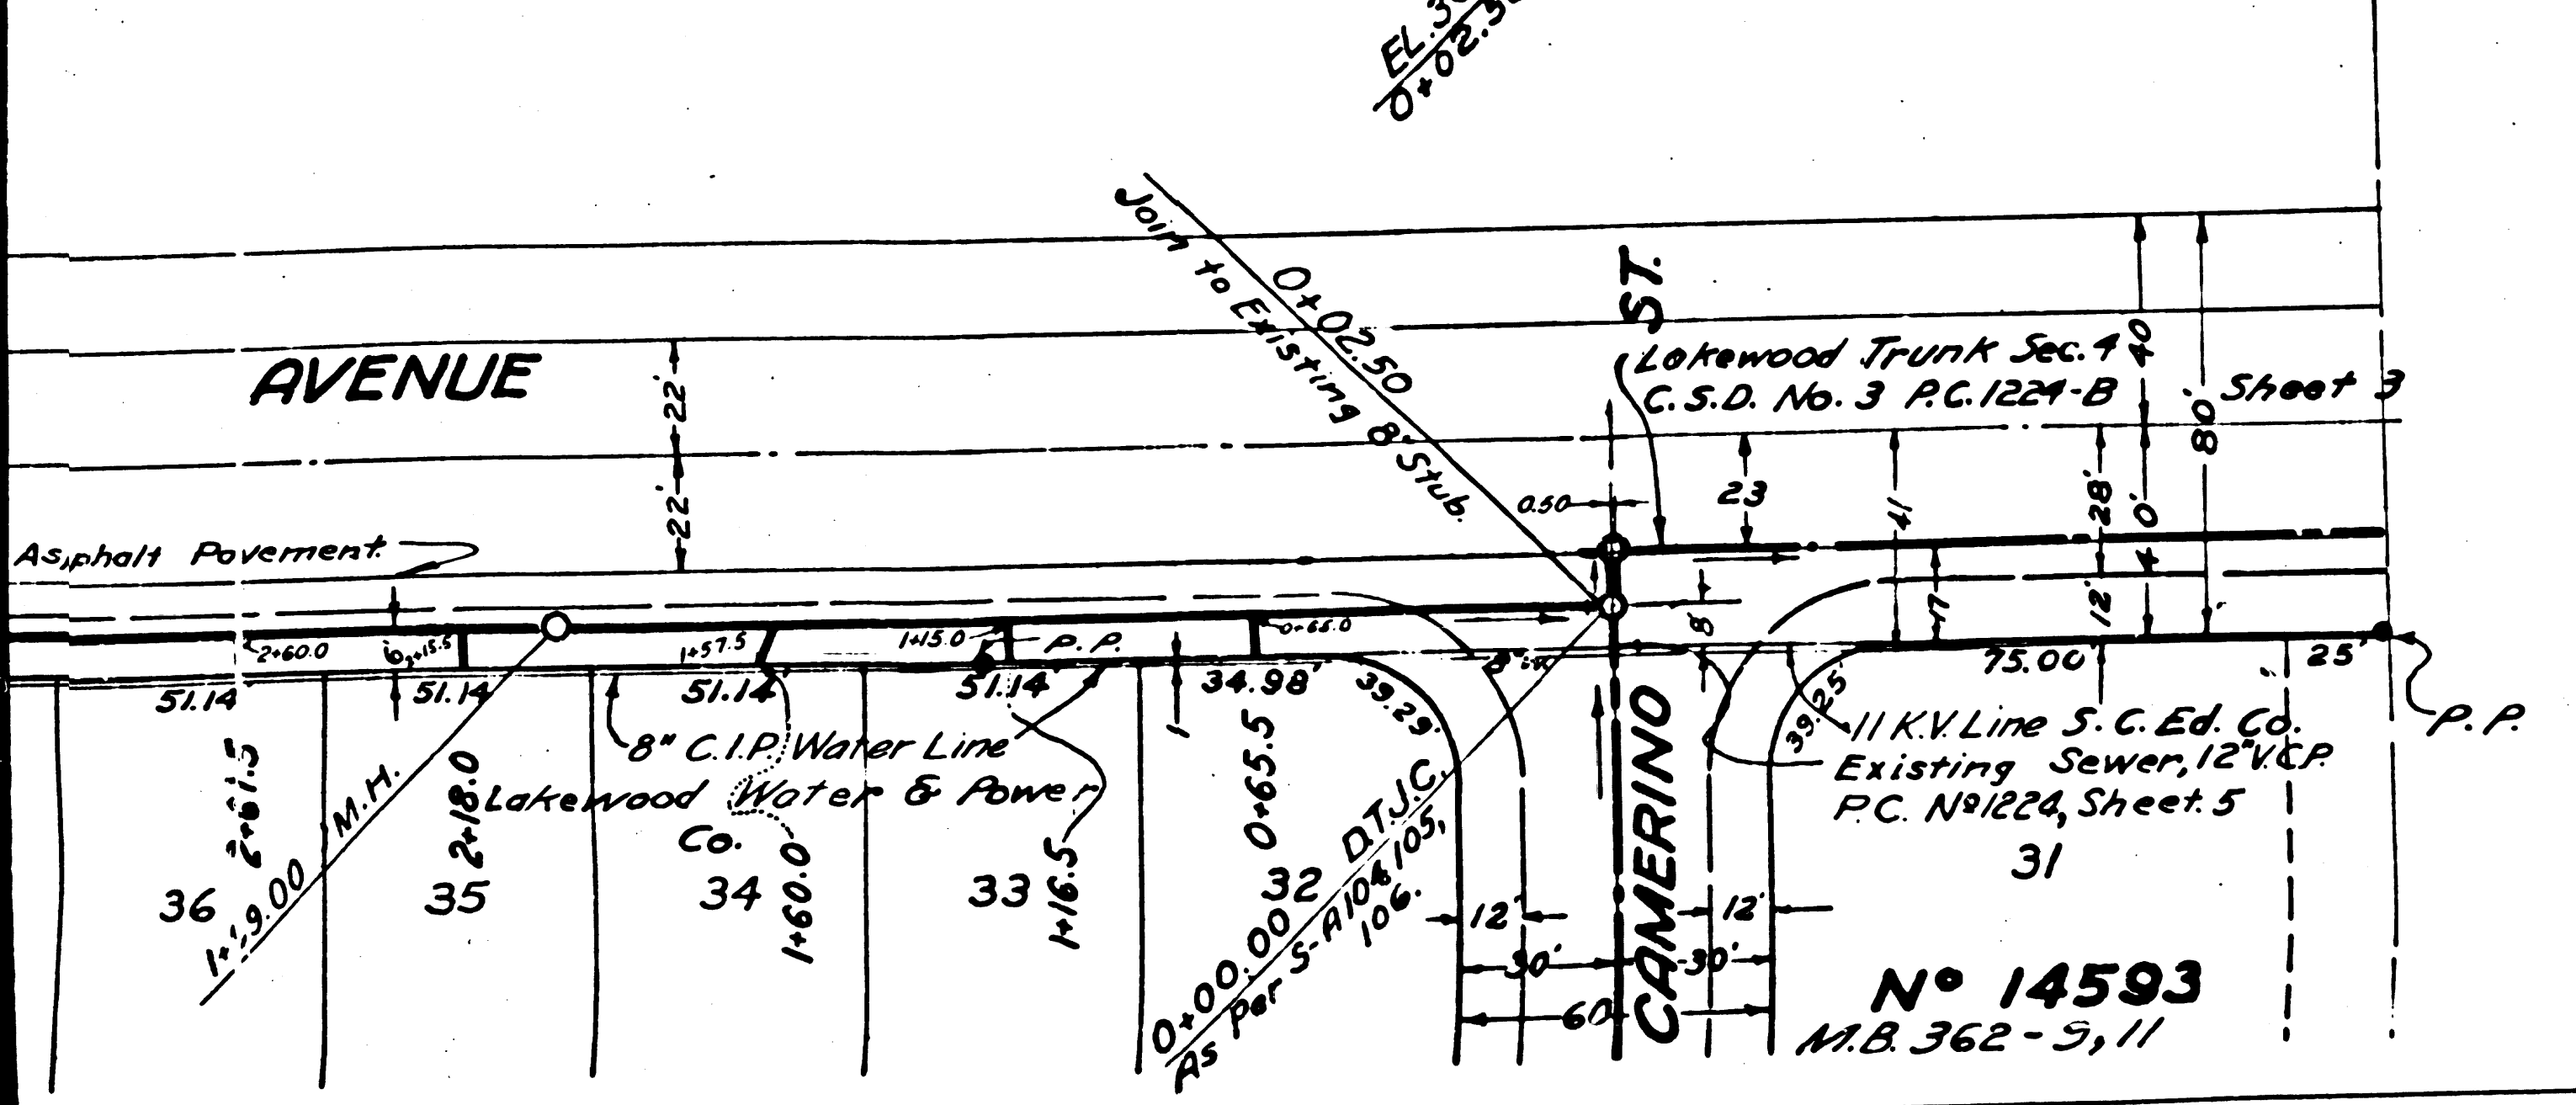 0+02.50
Join to Existing 8" Stub.
ST.
Lakewood Trunk Sec. 4
C.S.D. No. 3 P.C. 1224-B
Sheet 3
40
80'
AVENUE
22'
22'
0.50
23
41
28'
40'
Asphalt Pavement
17
12'
8'
2+60.0
2+15.5
1+57.5
1+15.0
P.P.
0+65.0
6
51.14'
51.14'
51.14'
51.14'
34.98'
39.29'
1
75.00'
25'
39.25'
8" C.I.P. Water Line
Lakewood Water & Power
Co.
11 K.V. Line S. C. Ed. Co.
Existing Sewer, 12" V.C.P.
P.C. Nº 1224, Sheet 5
P.P.
2+61.5
2+18.0
1+60.0
1+16.5
0+65.5
M.H.
36
35
34
33
32
31
0+00.00 D.T.J.C.
As Per S-A 104, 105,
106.
CAMERINO
12'
12'
30'
30'
60
Nº 14593
M.B. 362-9, 11